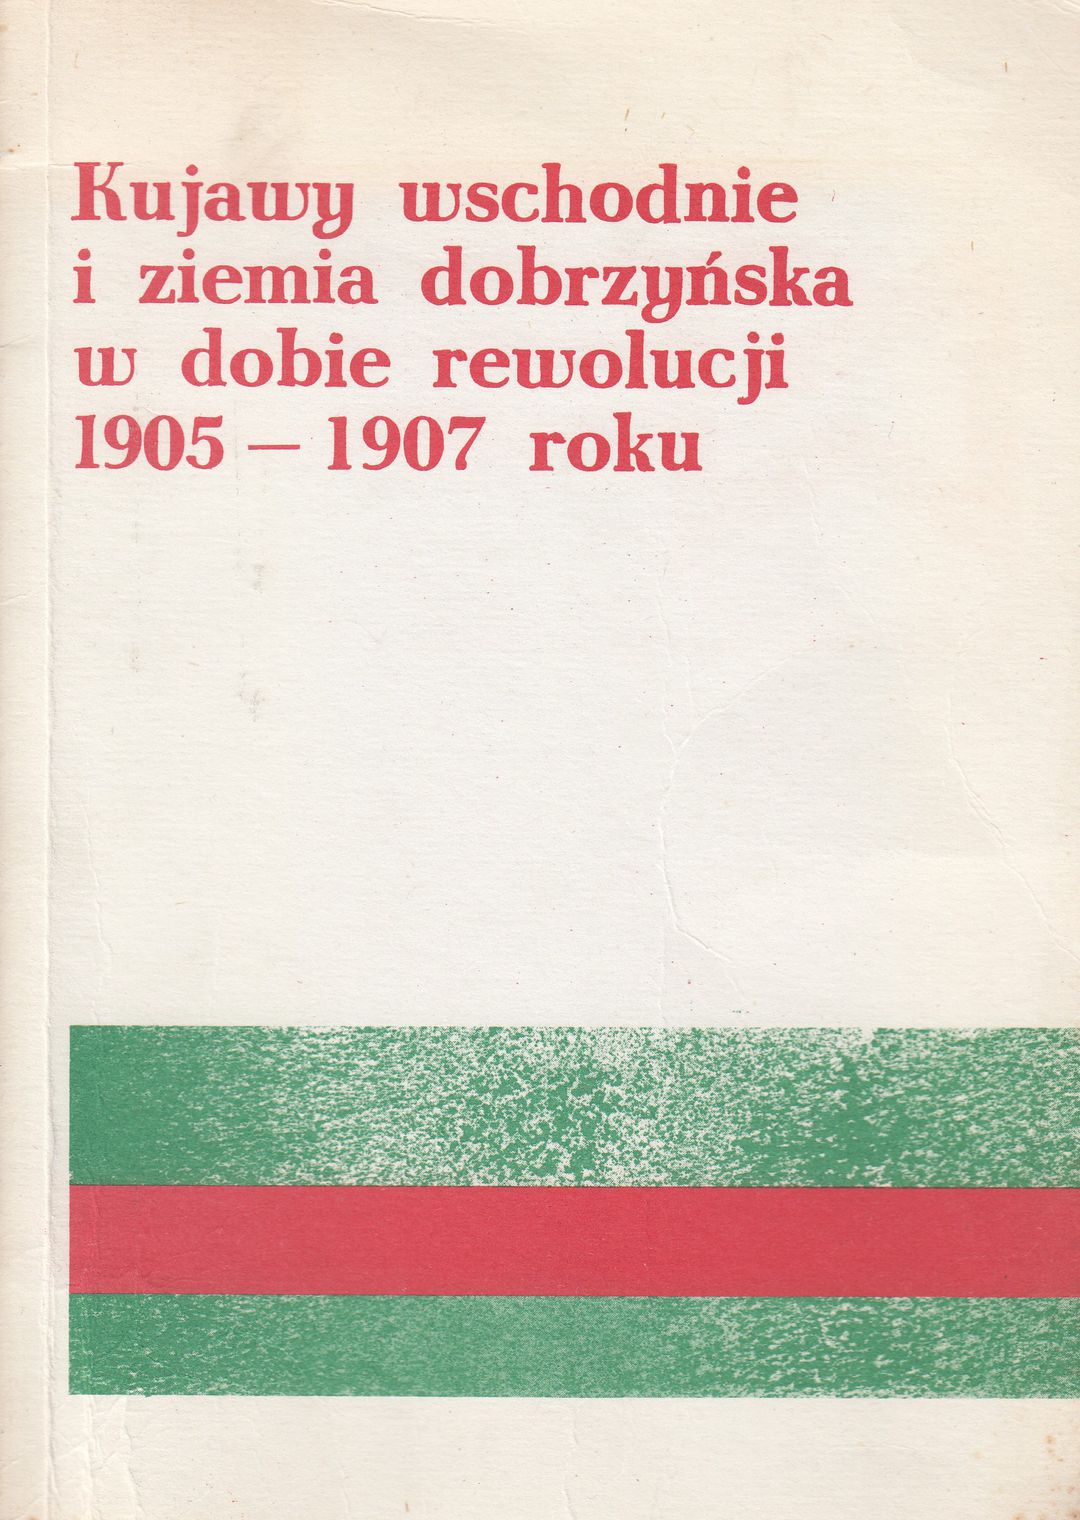 Kujawy wschodnie
i ziemia dobrzyńska
w dobie rewolucji
1905 – 1907 roku